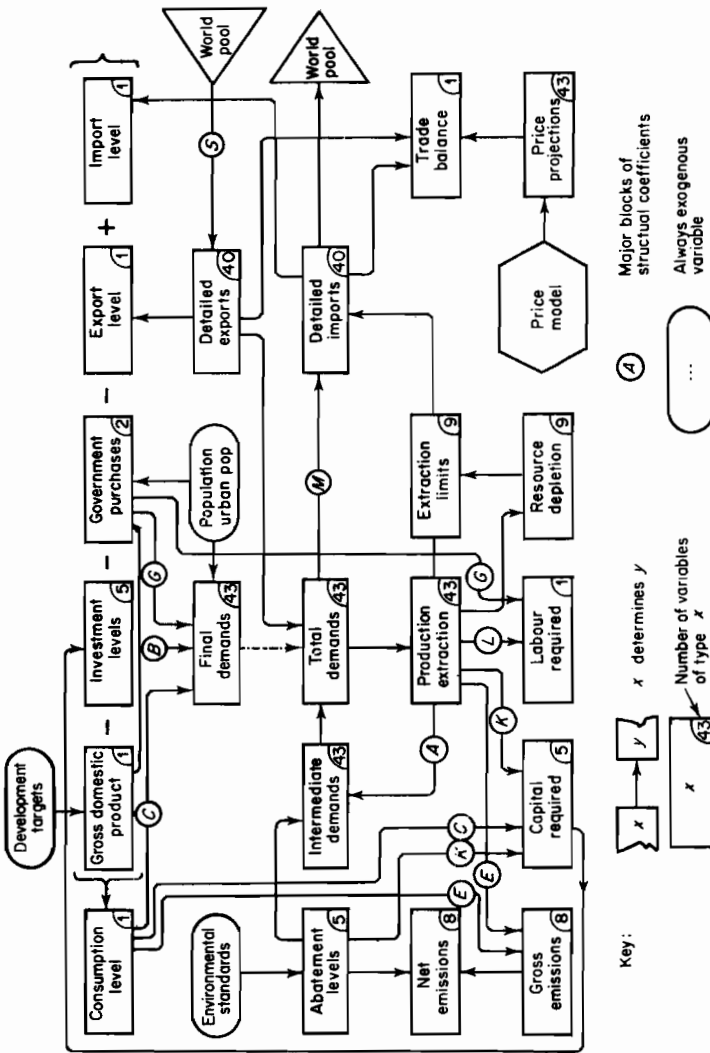 Development
targets
Consumption
level
1
Gross domestic
product
1
−
Investment levels
5
−
Government
purchases
2
−
Export
level
1
+
Import
level
1
C
B
G
S
World
pool
Environmental
standards
Final
demands
43
Population
urban pop
Detailed
exports
40
World
pool
Abatement
levels
5
Intermediate
demands
43
Total
demands
43
M
Detailed
imports
40
A
Net
emissions
8
E
K
C
Production
extraction
43
Extraction
limits
9
Trade
balance
1
E
K
L
G
Gross
emissions
8
Capital
required
5
Labour
required
1
Resource
depletion
9
Price
model
Price
projections
43
Key:
x
y
x determines y
A
Major blocks of
structural coefficients
x
43
Number of variables
of type x
...
Always exogenous
variable